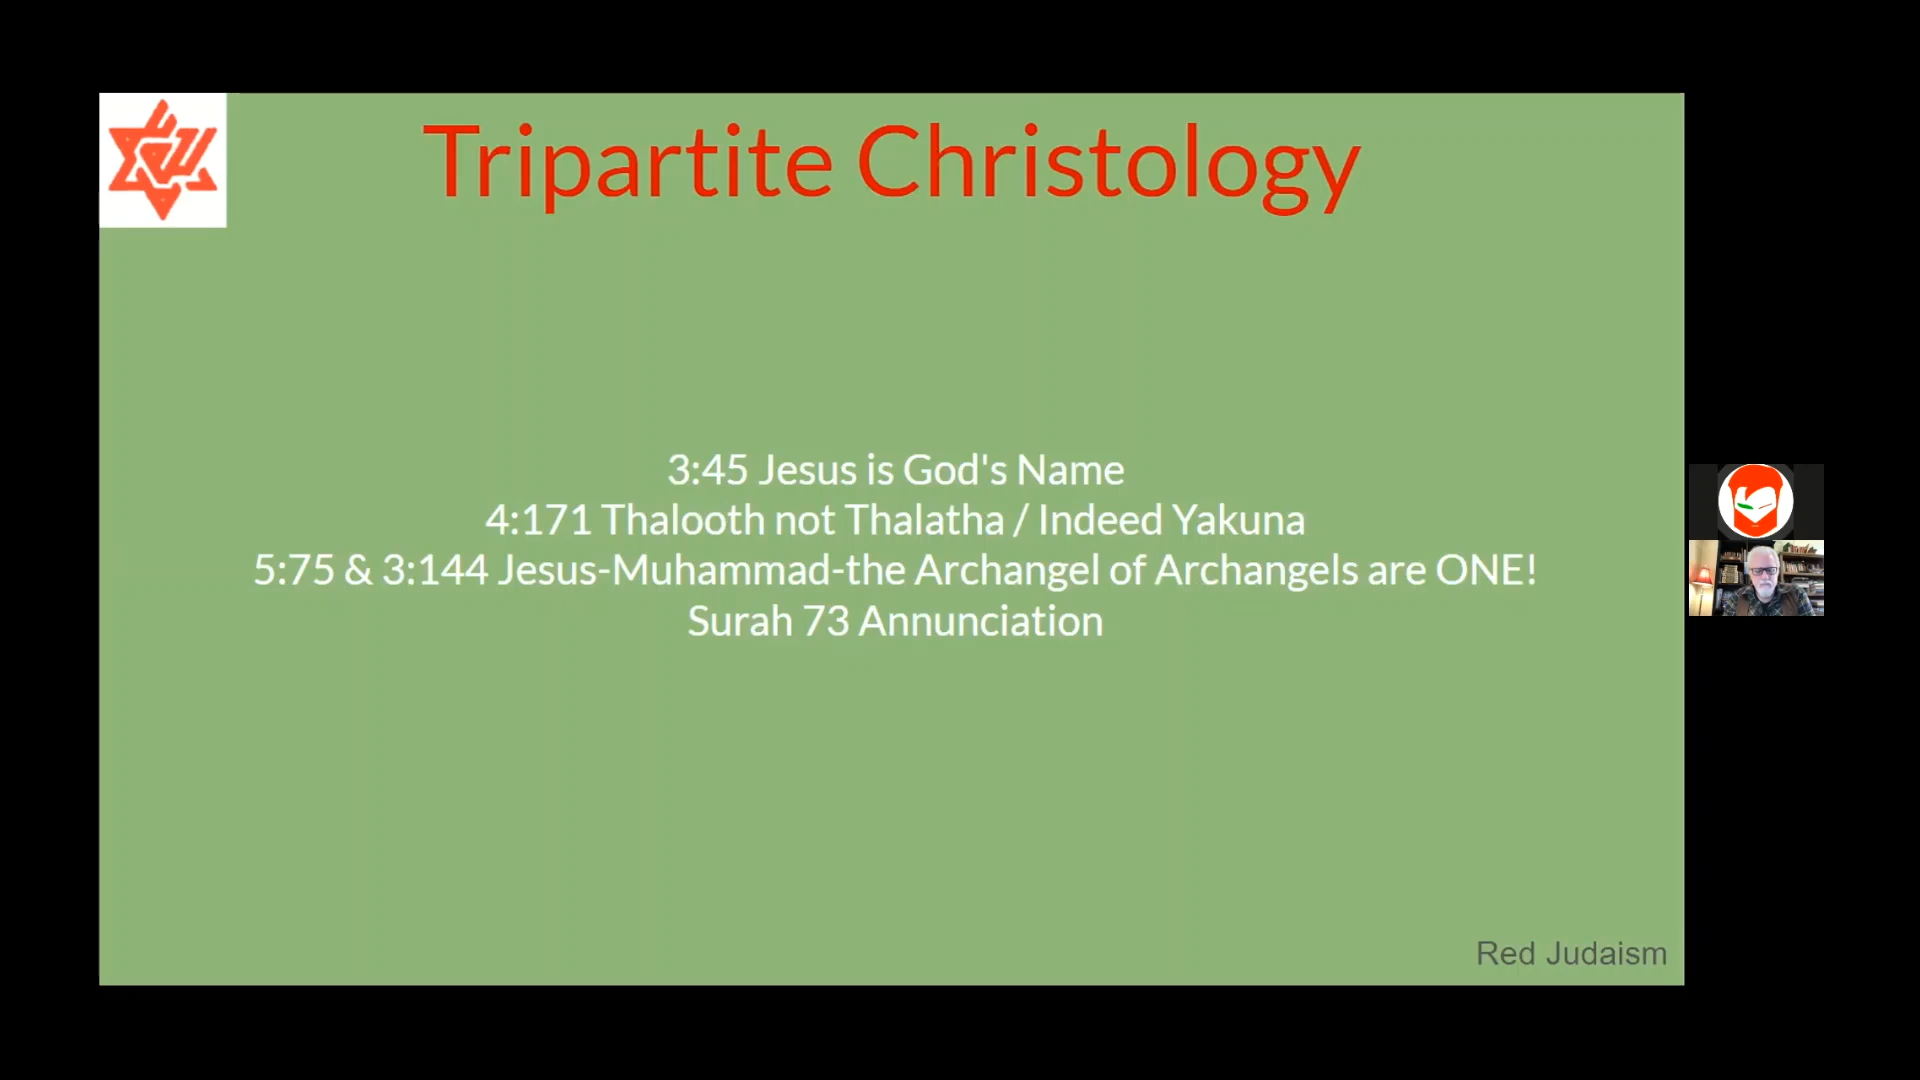 Tripartite Christology
3:45 Jesus is God's Name
4:171 Thalooth not Thalatha / Indeed Yakuna
5:75 & 3:144 Jesus-Muhammad-the Archangel of Archangels are ONE!
Surah 73 Annunciation
Red Judaism